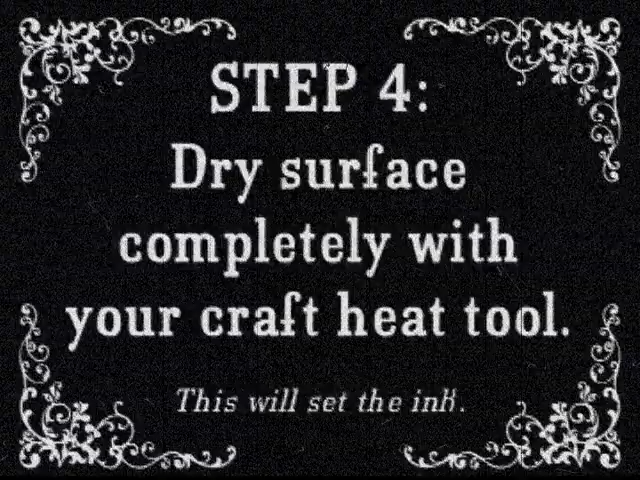 STEP 4:
Dry surface
completely with
your craft heat tool.
This will set the ink.